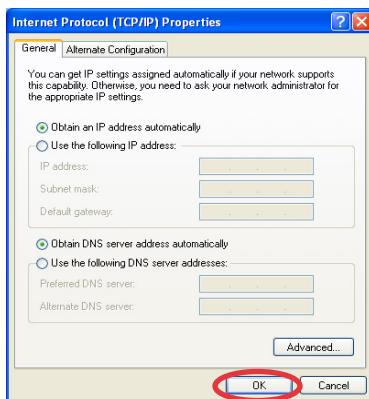 Internet Protocol (TCP/IP) Properties
General
Alternate Configuration
You can get IP settings assigned automatically if your network supports
this capability. Otherwise, you need to ask your network administrator for
the appropriate IP settings.
Obtain an IP address automatically
Use the following IP address:
IP address:
Subnet mask:
Default gateway:
Obtain DNS server address automatically
Use the following DNS server addresses:
Preferred DNS server:
Alternate DNS server:
Advanced...
OK
Cancel